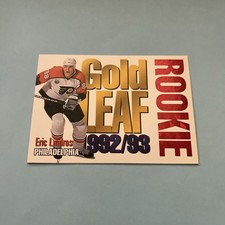 Gold
LEAF
1992/93
ROOKIE
Eric Lindros
PHILADELPHIA